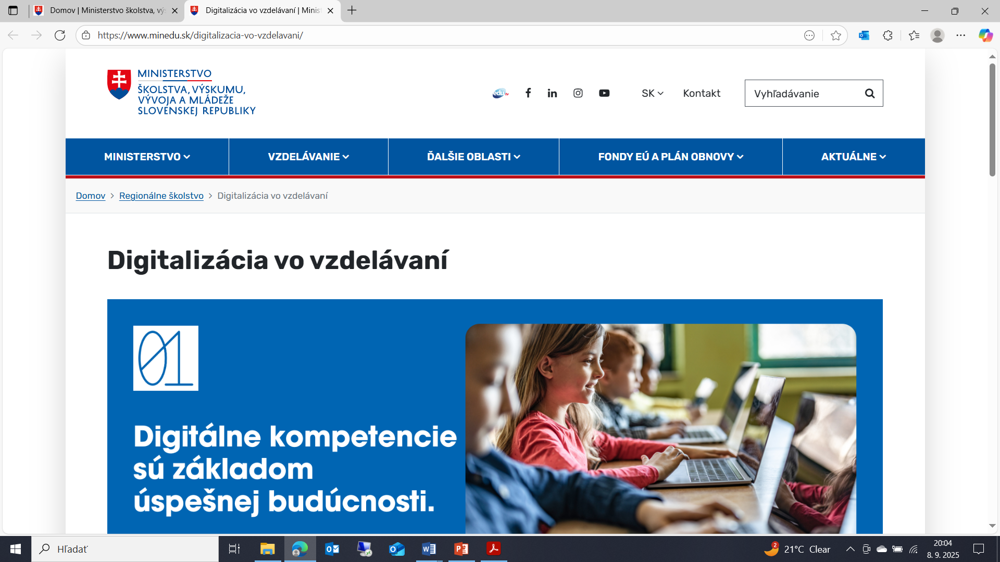 Domov | Ministerstvo školstva, vý
Digitalizácia vo vzdelávaní | Minis
https://www.minedu.sk/digitalizacia-vo-vzdelavani/
MINISTERSTVO
ŠKOLSTVA, VÝSKUMU,
VÝVOJA A MLÁDEŽE
SLOVENSKEJ REPUBLIKY
edu tv
SK
Kontakt
Vyhľadávanie
MINISTERSTVO
VZDELÁVANIE
ĎALŠIE OBLASTI
FONDY EÚ A PLÁN OBNOVY
AKTUÁLNE
Domov > Regionálne školstvo > Digitalizácia vo vzdelávaní
Digitalizácia vo vzdelávaní
01
Digitálne kompetencie
sú základom
úspešnej budúcnosti.
Hľadať
2
21°C Clear
20:04
8. 9. 2025